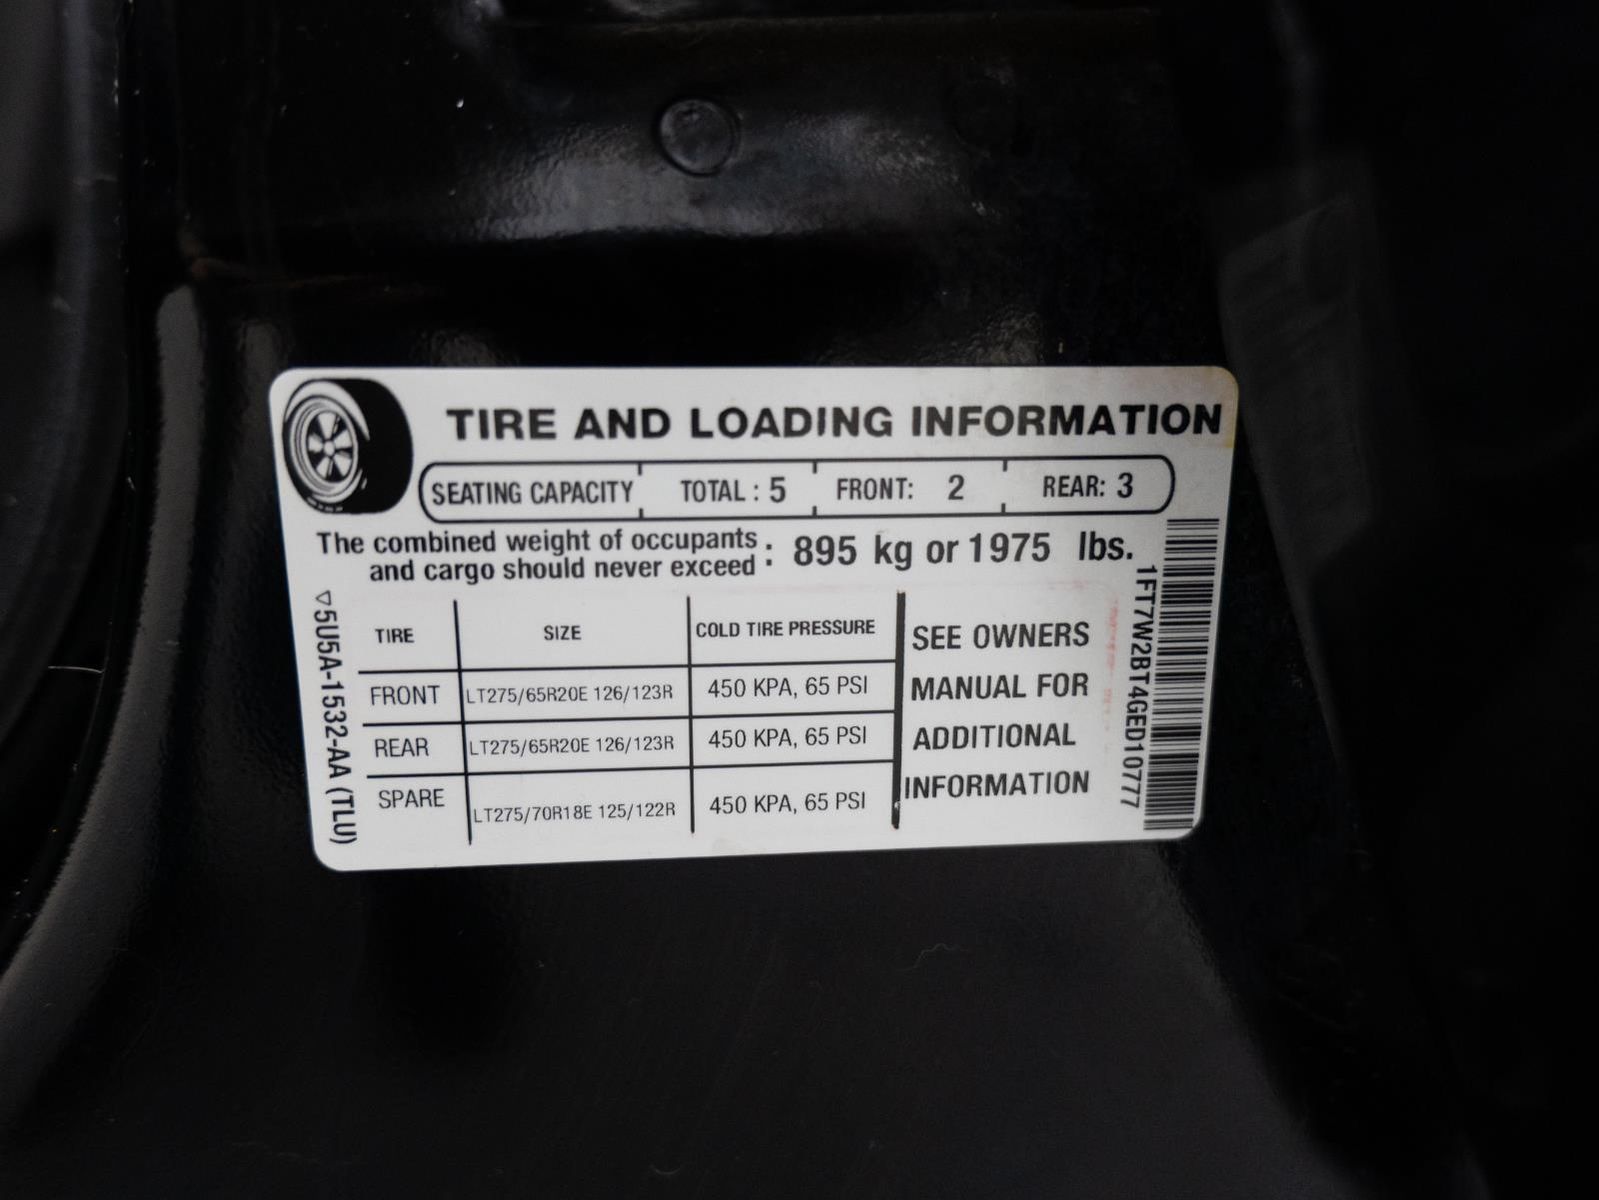 TIRE AND LOADING INFORMATION
SEATING CAPACITY TOTAL : 5 FRONT: 2 REAR: 3
The combined weight of occupants
and cargo should never exceed : 895 kg or 1975 lbs.
TIRE SIZE COLD TIRE PRESSURE
FRONT LT275/65R20E 126/123R 450 KPA, 65 PSI
REAR LT275/65R20E 126/123R 450 KPA, 65 PSI
SPARE LT275/70R18E 125/122R 450 KPA, 65 PSI
SEE OWNERS
MANUAL FOR
ADDITIONAL
INFORMATION
▽5U5A-1532-AA (TLU)
1FT7W2BT4GED10777